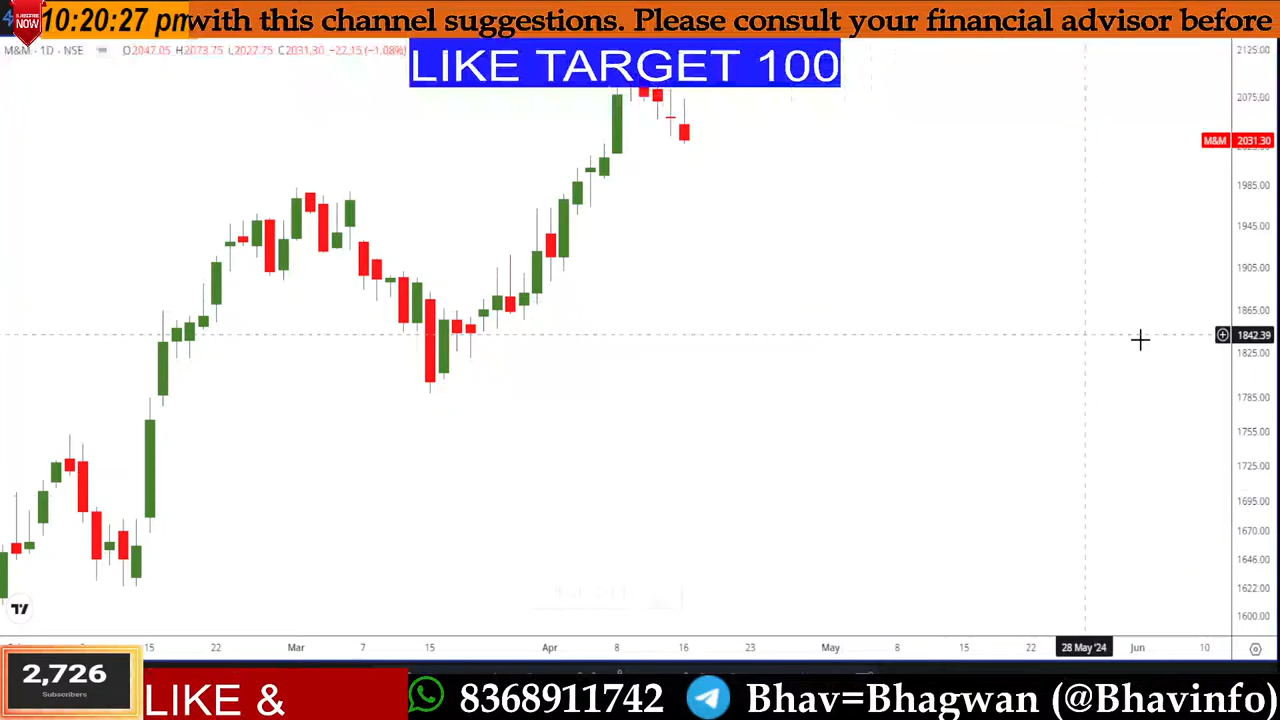 SUBSCRIBE
NOW
10:20:27 pm
with this channel suggestions. Please consult your financial advisor before
M&M · 1D · NSE O2047.05 H2073.75 L2027.75 C2031.30 −22.15 (−1.08%)
LIKE TARGET 100
2125.00
2075.00
M&M 2031.30
1985.00
1945.00
1905.00
1865.00
1842.39
1825.00
1785.00
1755.00
1725.00
1695.00
1670.00
1646.00
1622.00
1600.00
15 22 Mar 7 15 Apr 8 16 23 May 8 15 22 28 May '24 Jun 10
2,726
Subscribers
LIKE &
8368911742
Bhav=Bhagwan (@Bhavinfo)